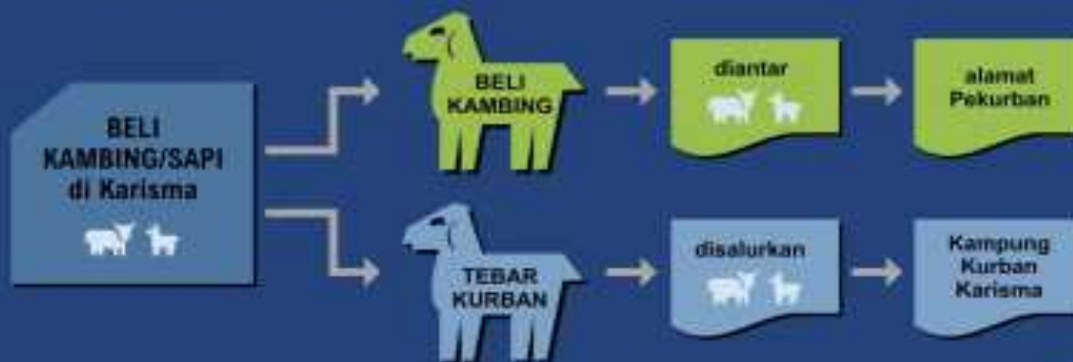 BELI
KAMBING/SAPI
di Karisma
BELI
KAMBING
diantar
alamat
Pekurban
TEBAR
KURBAN
disalurkan
Kampung
Kurban
Karisma